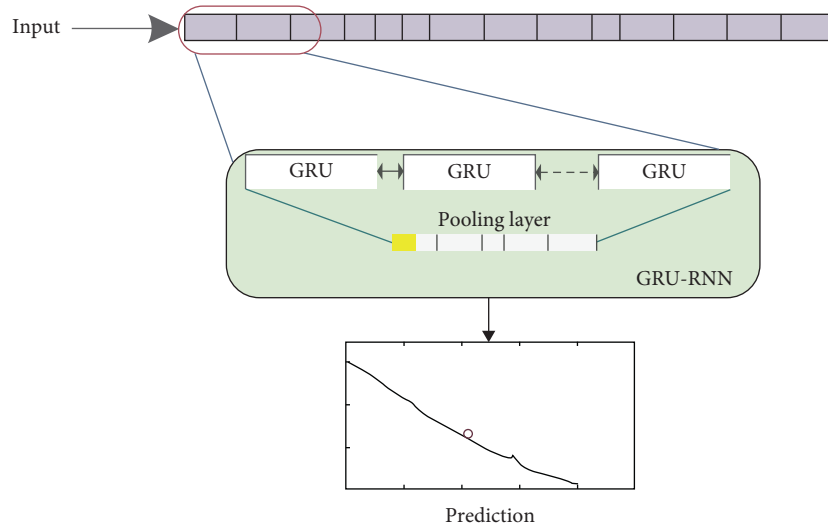 Input
GRU GRU GRU
Pooling layer
GRU-RNN
Prediction